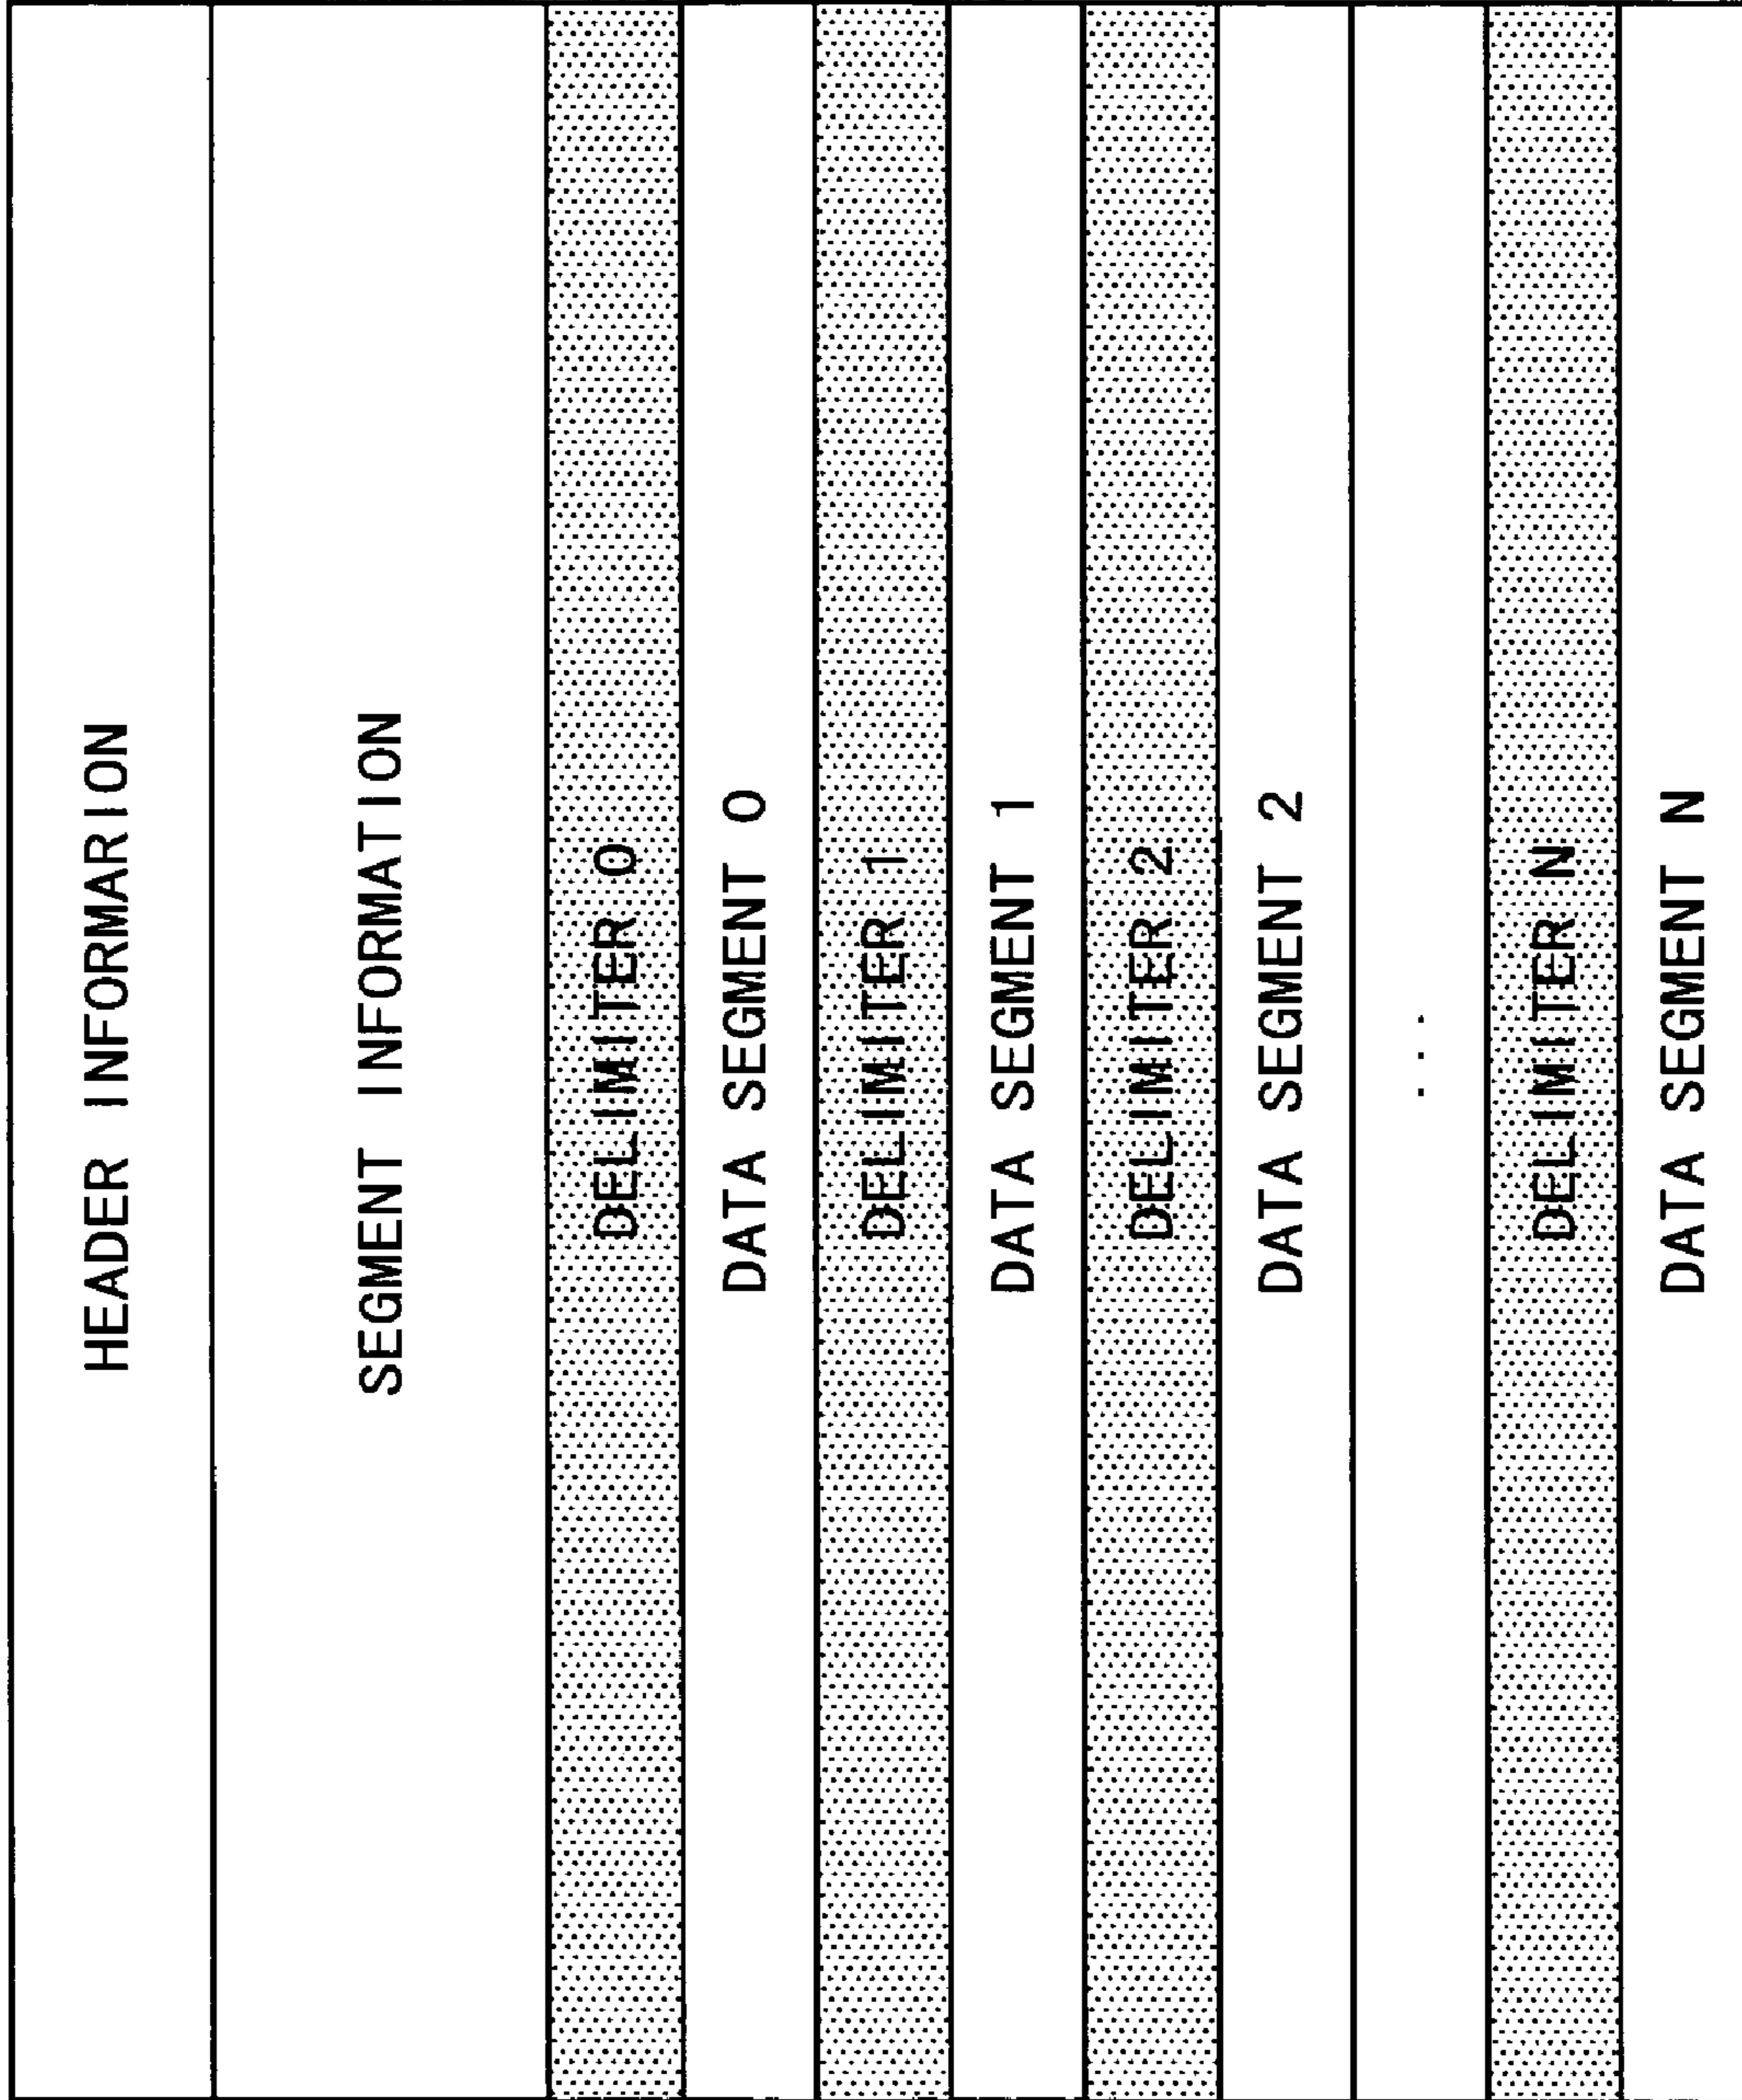 HEADER INFORMARION
SEGMENT INFORMATION
DELIMITER 0
DATA SEGMENT 0
DELIMITER 1
DATA SEGMENT 1
DELIMITER 2
DATA SEGMENT 2
...
DELIMITER N
DATA SEGMENT N